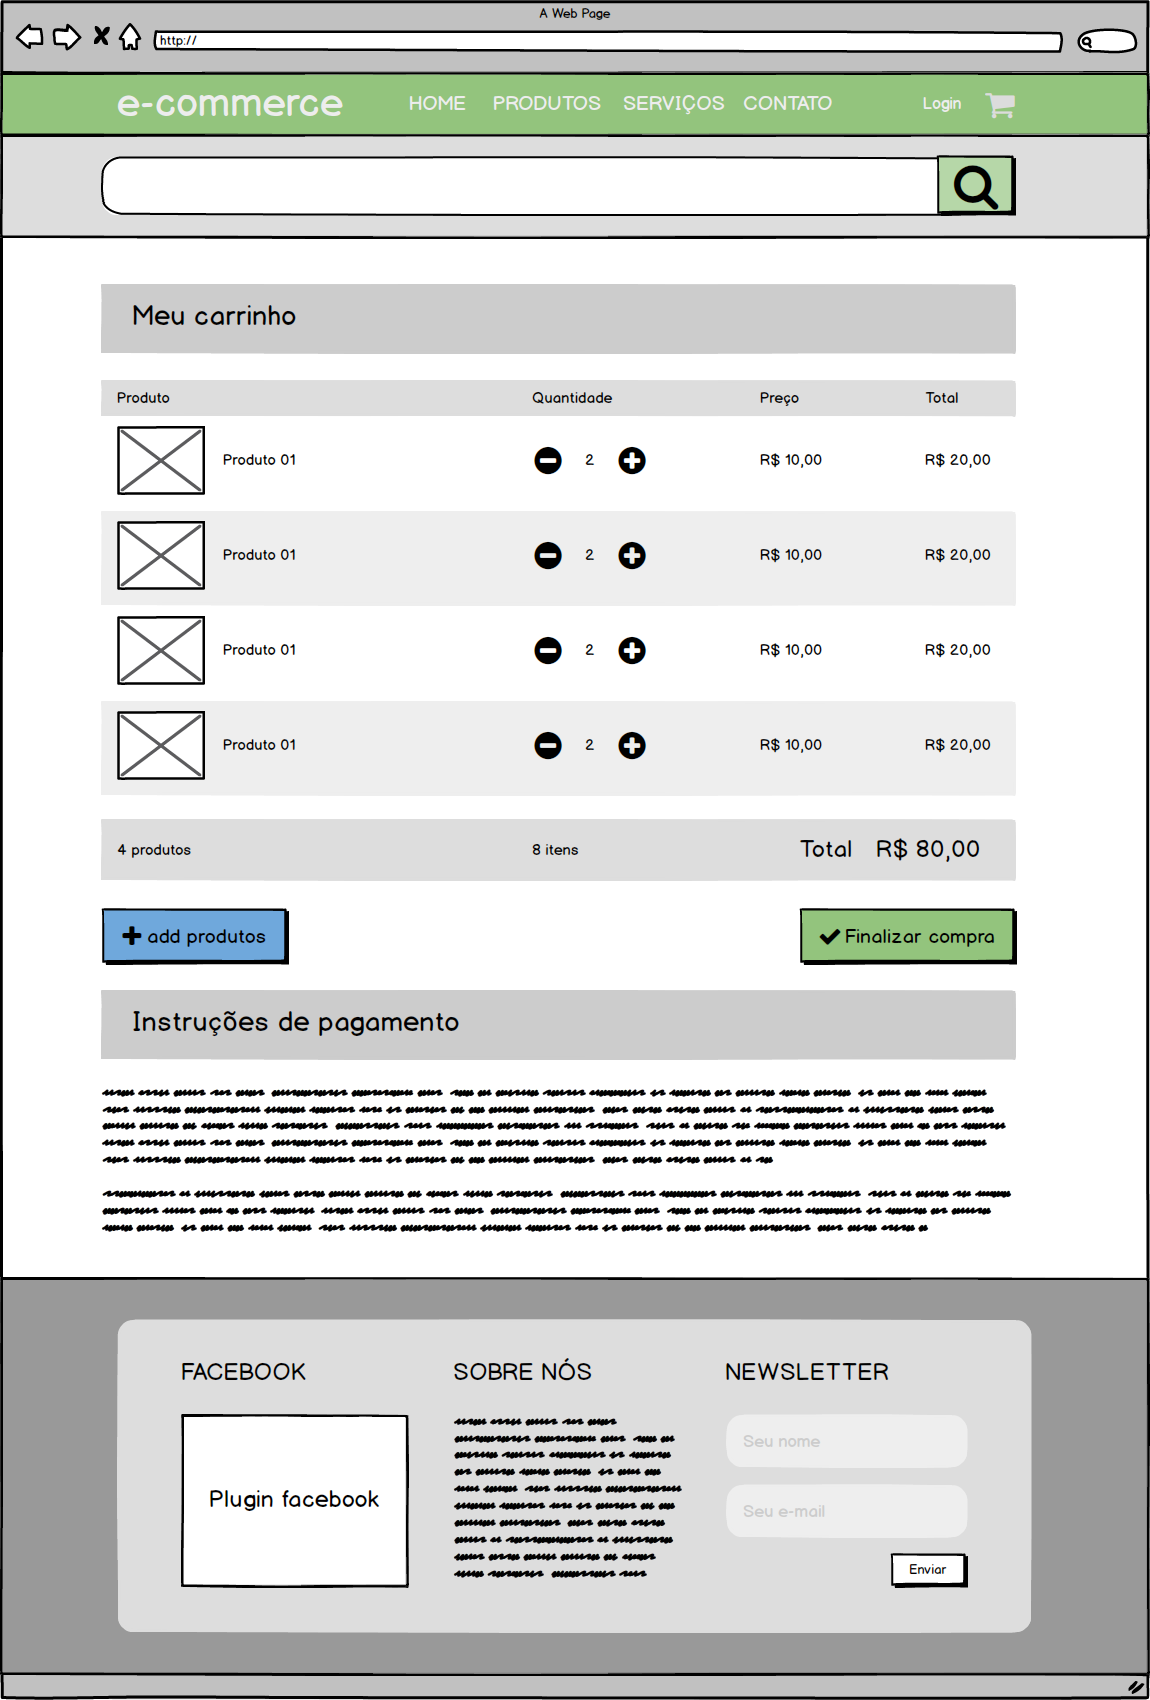 A Web Page
http://
e-commerce HOME PRODUTOS SERVIÇOS CONTATO Login
Meu carrinho
Produto Quantidade Preço Total
Produto 01 2 R$ 10,00 R$ 20,00
Produto 01 2 R$ 10,00 R$ 20,00
Produto 01 2 R$ 10,00 R$ 20,00
Produto 01 2 R$ 10,00 R$ 20,00
4 produtos 8 itens Total R$ 80,00
add produtos Finalizar compra
Instruções de pagamento
FACEBOOK SOBRE NÓS NEWSLETTER
Seu nome
Plugin facebook
Seu e-mail
Enviar